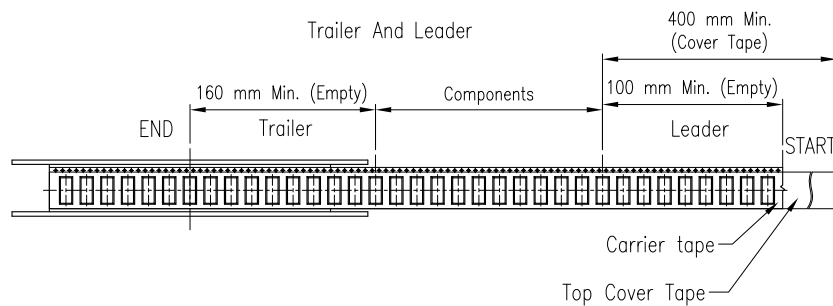 Trailer And Leader
400 mm Min.
(Cover Tape)
160 mm Min. (Empty)
Components
100 mm Min. (Empty)
END
Trailer
Leader
START
Carrier tape
Top Cover Tape